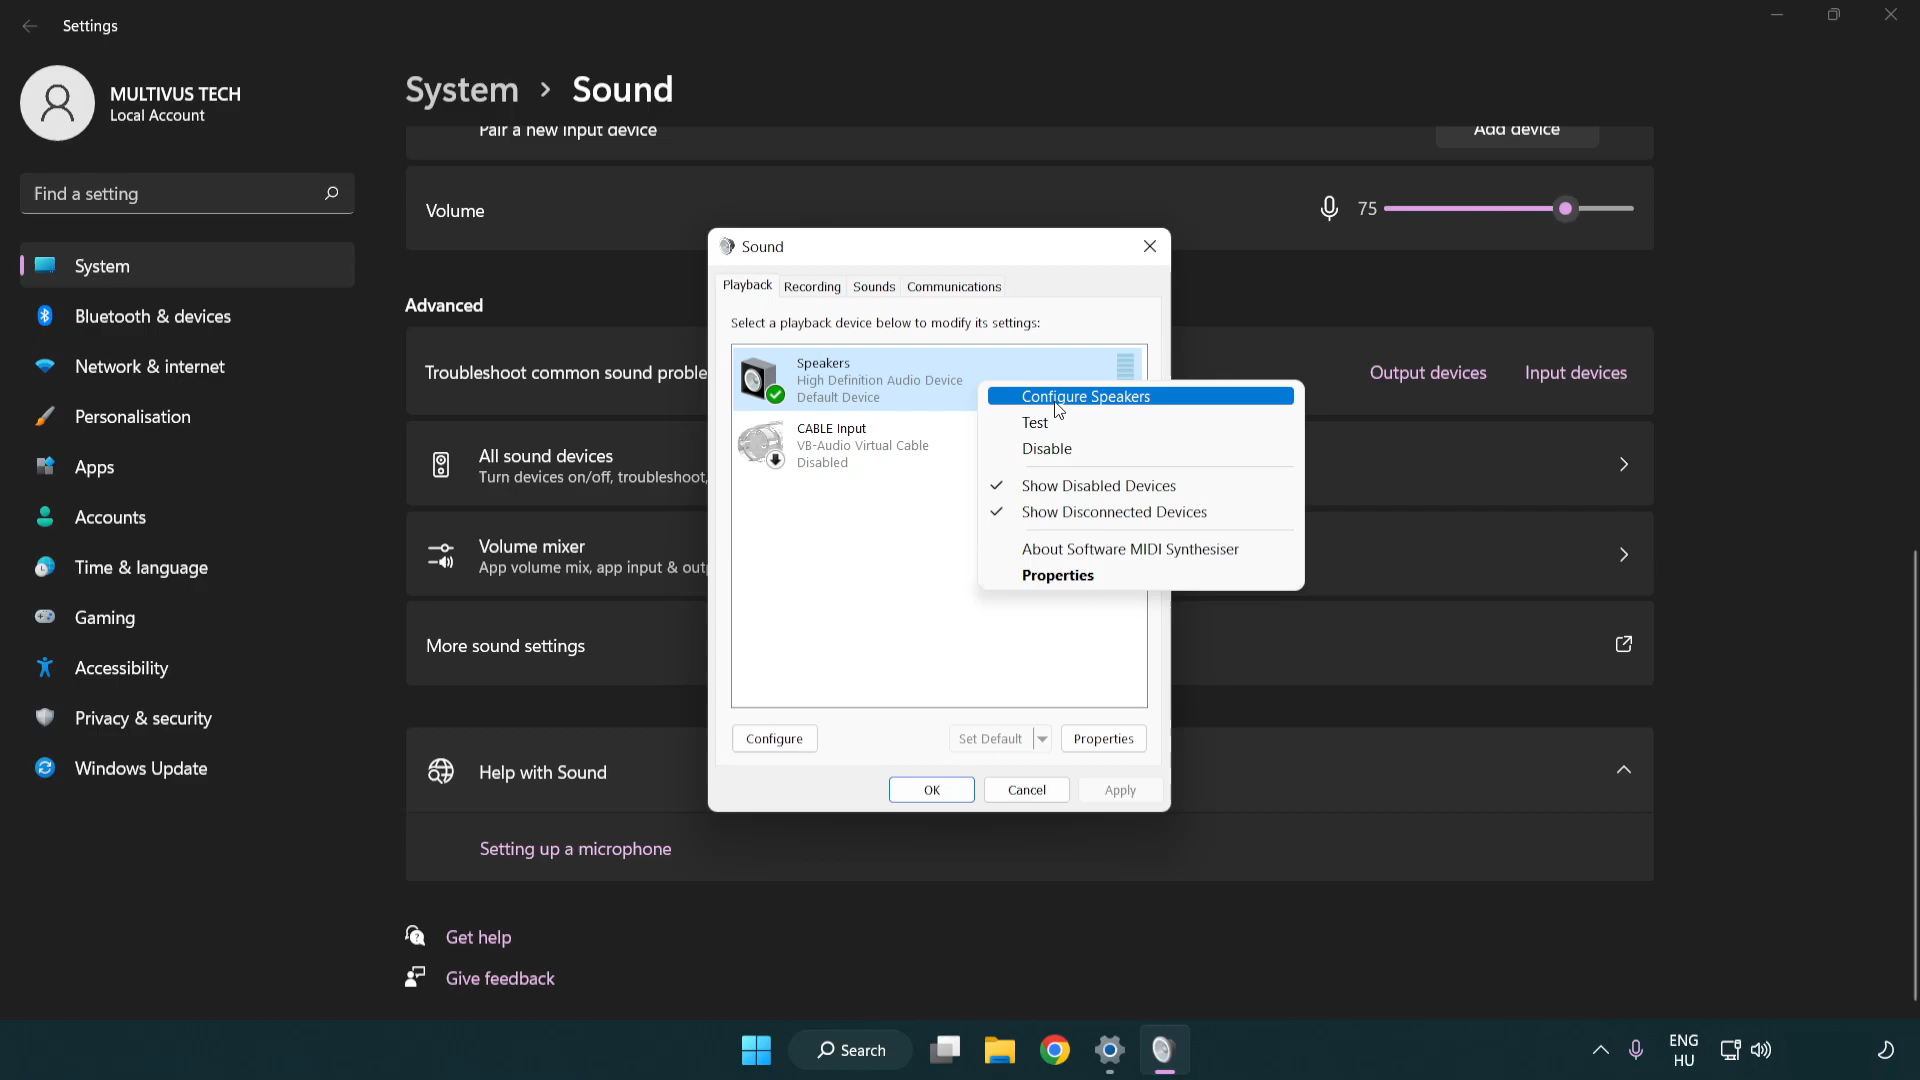 Settings
MULTIVUS TECH
Local Account
Find a setting
System
Bluetooth & devices
Network & internet
Personalisation
Apps
Accounts
Time & language
Gaming
Accessibility
Privacy & security
Windows Update
System › Sound
Pair a new input device
Add device
Volume
75
Advanced
Troubleshoot common sound proble
Output devices
Input devices
All sound devices
Turn devices on/off, troubleshoot,
Volume mixer
App volume mix, app input & out
More sound settings
Help with Sound
Setting up a microphone
Get help
Give feedback
Sound
Playback
Recording
Sounds
Communications
Select a playback device below to modify its settings:
Speakers
High Definition Audio Device
Default Device
CABLE Input
VB-Audio Virtual Cable
Disabled
Configure Speakers
Test
Disable
Show Disabled Devices
Show Disconnected Devices
About Software MIDI Synthesiser
Properties
Configure
Set Default
Properties
OK
Cancel
Apply
Search
ENG
HU